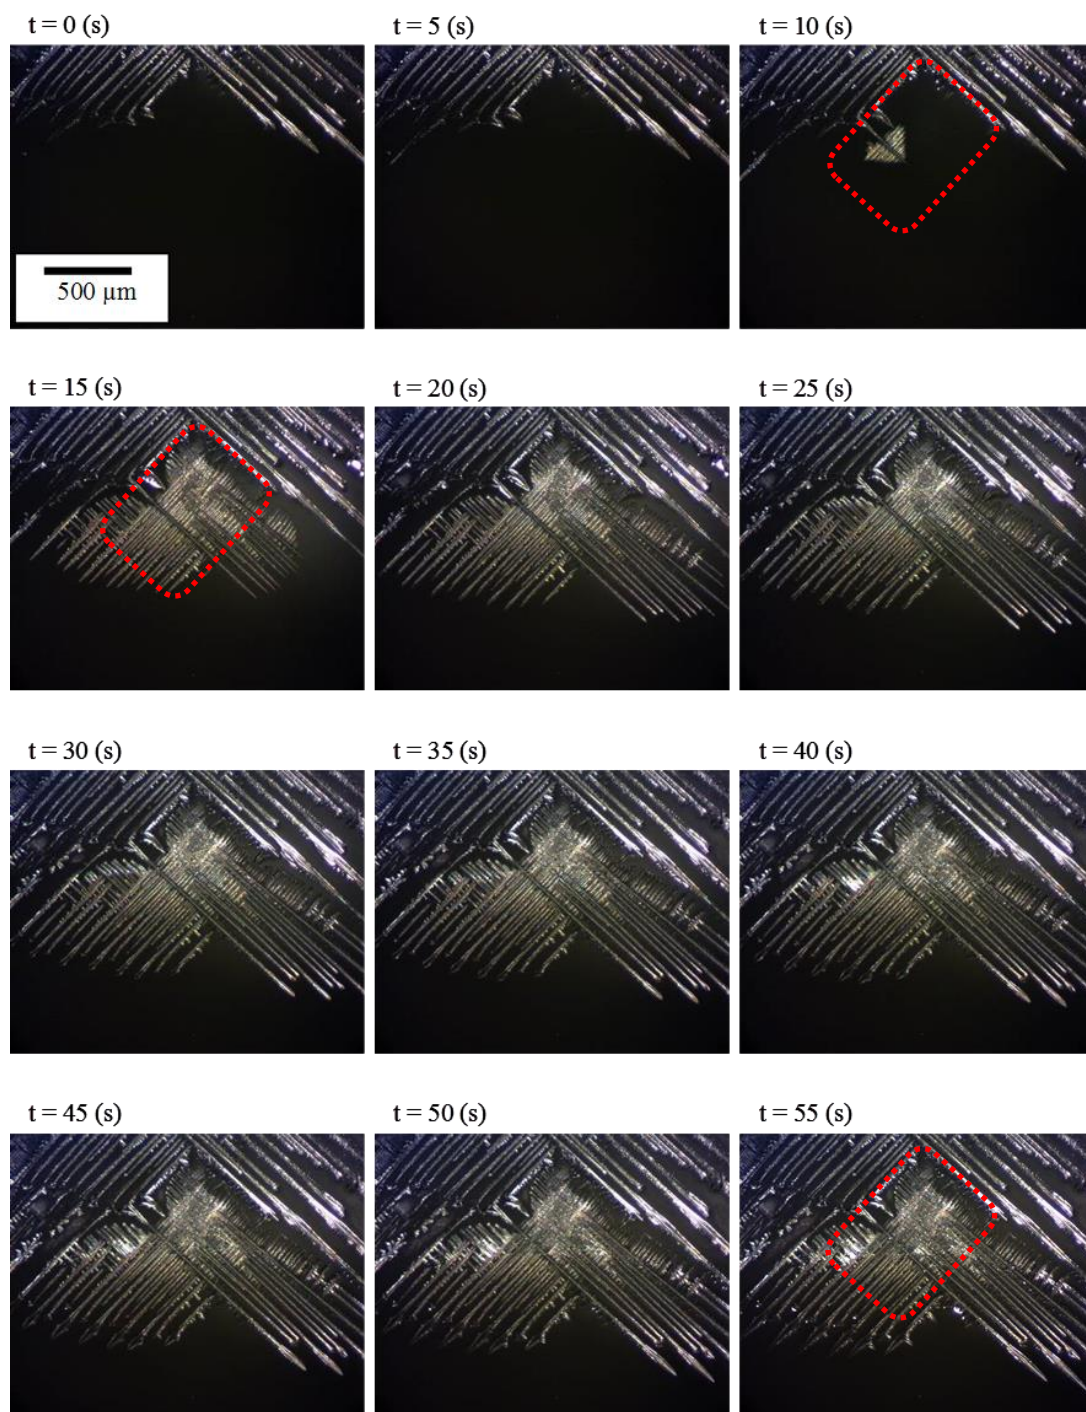 t = 0 (s)
t = 5 (s)
t = 10 (s)
500 µm
t = 15 (s)
t = 20 (s)
t = 25 (s)
t = 30 (s)
t = 35 (s)
t = 40 (s)
t = 45 (s)
t = 50 (s)
t = 55 (s)